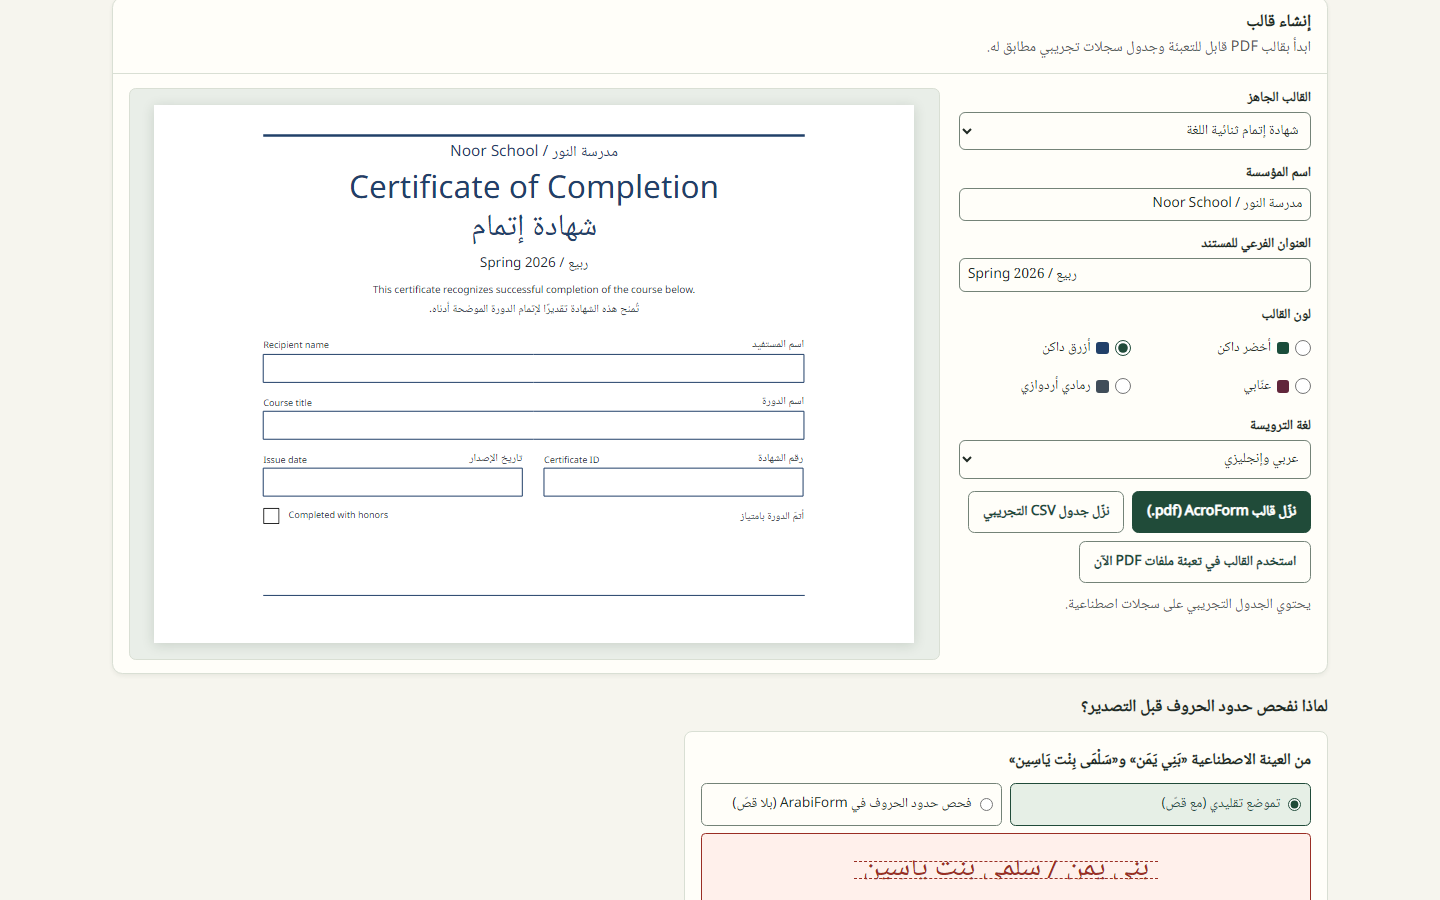 إنشاء قالب
ابدأ بقالب PDF قابل للتعبئة وجدول سجلات تجريبي مطابق له.
القالب الجاهز
شهادة إتمام ثنائية اللغة
اسم المؤسسة
مدرسة النور / Noor School
العنوان الفرعي للمستند
ربيع / Spring 2026
لون القالب
أخضر داكن
أزرق داكن
عنّابي
رمادي أردوازي
لغة الترويسة
عربي وإنجليزي
نزّل قالب AcroForm (.pdf)
نزّل جدول CSV التجريبي
استخدم القالب في تعبئة ملفات PDF الآن
يحتوي الجدول التجريبي على سجلات اصطناعية.
مدرسة النور / Noor School
Certificate of Completion
شهادة إتمام
ربيع / Spring 2026
This certificate recognizes successful completion of the course below.
تُمنح هذه الشهادة تقديرًا لإتمام الدورة الموضحة أدناه.
Recipient name
اسم المستفيد
Course title
اسم الدورة
Issue date
تاريخ الإصدار
Certificate ID
رقم الشهادة
Completed with honors
أتمّ الدورة بامتياز
لماذا نفحص حدود الحروف قبل التصدير؟
من العينة الاصطناعية «بَنِي يَمَن» و«سَلْمَى بِنْت يَاسِين»
تموضع تقليدي (مع قصّ)
فحص حدود الحروف في ArabiForm (بلا قصّ)
بني يمن / سلمى بنت ياسين